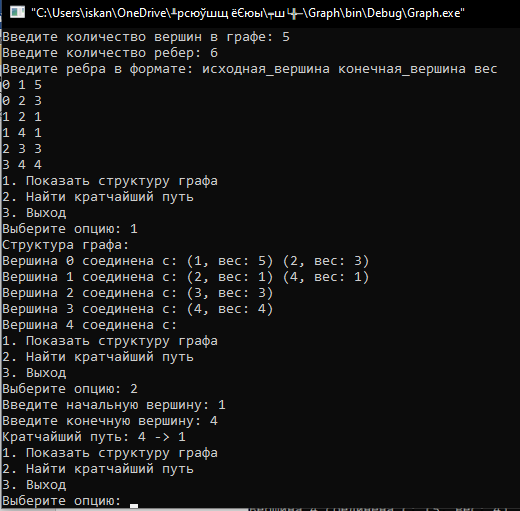 "C:\Users\iskan\OneDrive\╨рсюўшщ ёЄюы\┬ш╘╫\Graph\bin\Debug\Graph.exe"
Введите количество вершин в графе: 5
Введите количество ребер: 6
Введите ребра в формате: исходная_вершина конечная_вершина вес
0 1 5
0 2 3
1 2 1
1 4 1
2 3 3
3 4 4
1. Показать структуру графа
2. Найти кратчайший путь
3. Выход
Выберите опцию: 1
Структура графа:
Вершина 0 соединена с: (1, вес: 5) (2, вес: 3)
Вершина 1 соединена с: (2, вес: 1) (4, вес: 1)
Вершина 2 соединена с: (3, вес: 3)
Вершина 3 соединена с: (4, вес: 4)
Вершина 4 соединена с:
1. Показать структуру графа
2. Найти кратчайший путь
3. Выход
Выберите опцию: 2
Введите начальную вершину: 1
Введите конечную вершину: 4
Кратчайший путь: 4 -> 1
1. Показать структуру графа
2. Найти кратчайший путь
3. Выход
Выберите опцию: